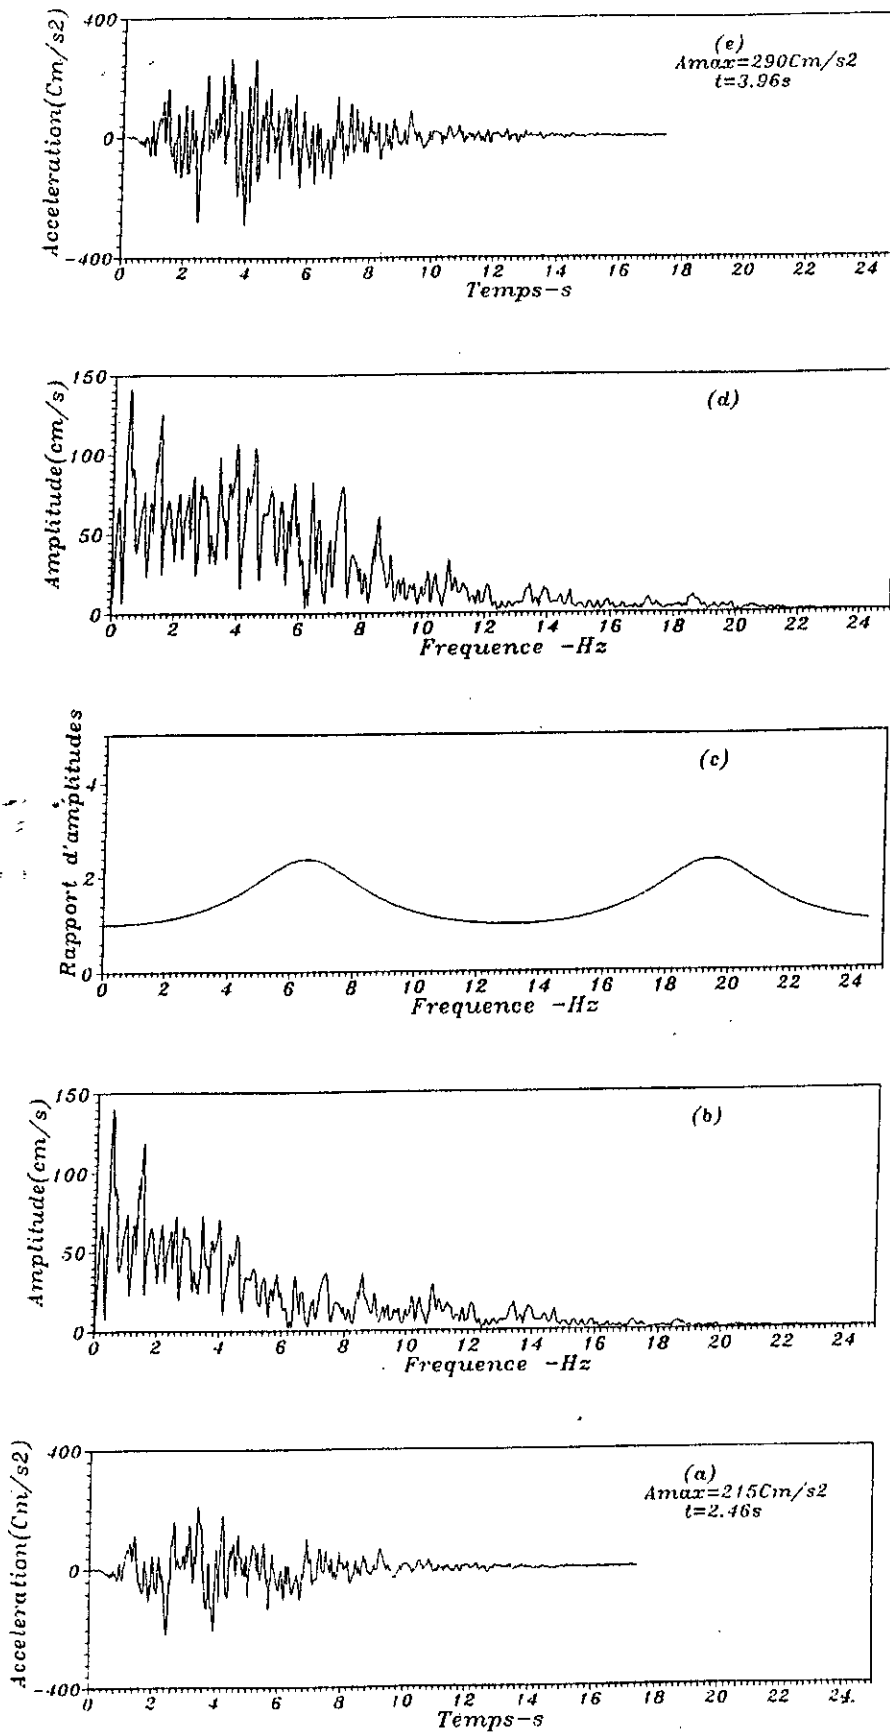 400
0
-400
Acceleration(Cm/s2)
(e)
Amax=290Cm/s2
t=3.96s
0 2 4 6 8 10 12 14 16 18 20 22 24
Temps-s
150
100
50
0
Amplitude(cm/s)
(d)
0 2 4 6 8 10 12 14 16 18 20 22 24
Frequence -Hz
4
2
0
Rapport d'amplitudes
(c)
0 2 4 6 8 10 12 14 16 18 20 22 24
Frequence -Hz
150
100
50
0
Amplitude(cm/s)
(b)
0 2 4 6 8 10 12 14 16 18 20 22 24
Frequence -Hz
400
0
-400
Acceleration(Cm/s2)
(a)
Amax=215Cm/s2
t=2.46s
0 2 4 6 8 10 12 14 16 18 20 22 24
Temps-s